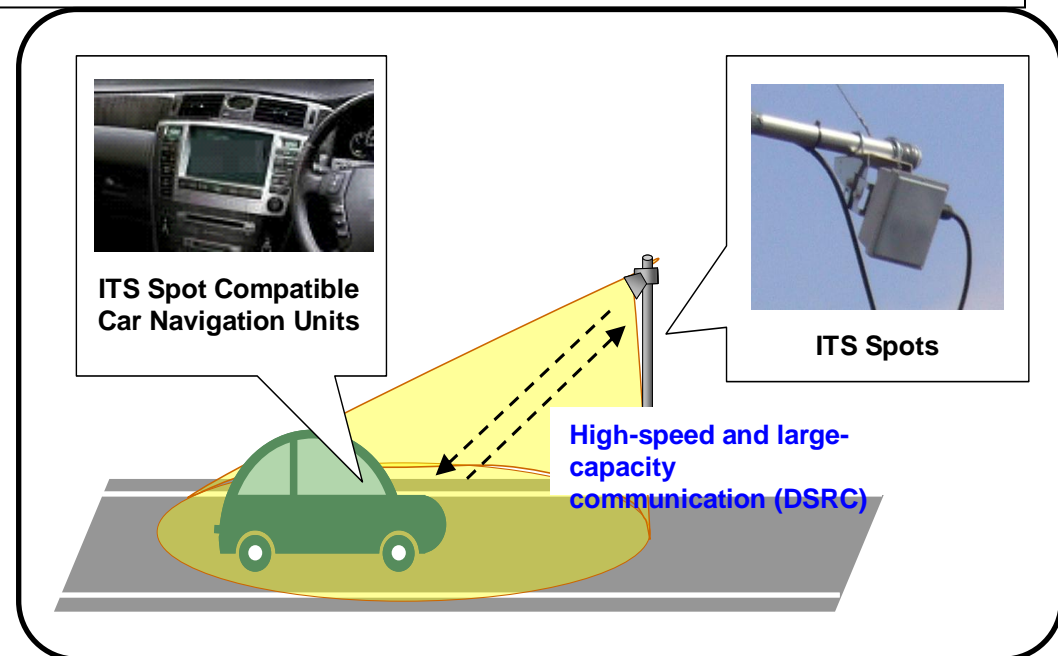 ITS Spot Compatible
Car Navigation Units
ITS Spots
High-speed and large-
capacity
communication (DSRC)